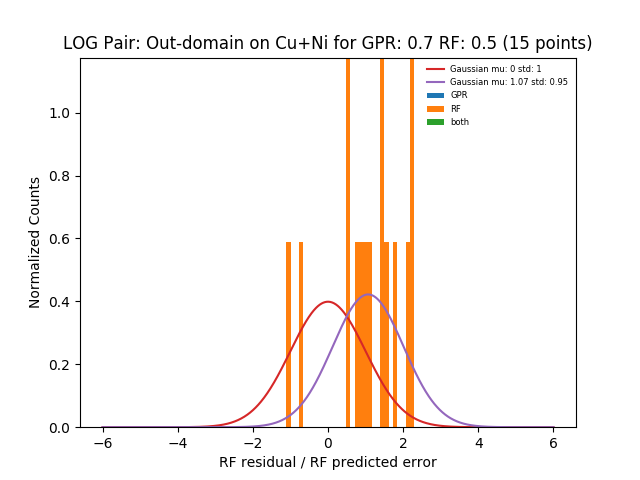 LOG Pair: Out-domain on Cu+Ni for GPR: 0.7 RF: 0.5 (15 points)
Gaussian mu: 0 std: 1
Gaussian mu: 1.07 std: 0.95
GPR
RF
both
Normalized Counts
1.0
0.8
0.6
0.4
0.2
0.0
−6 −4 −2 0 2 4 6
RF residual / RF predicted error